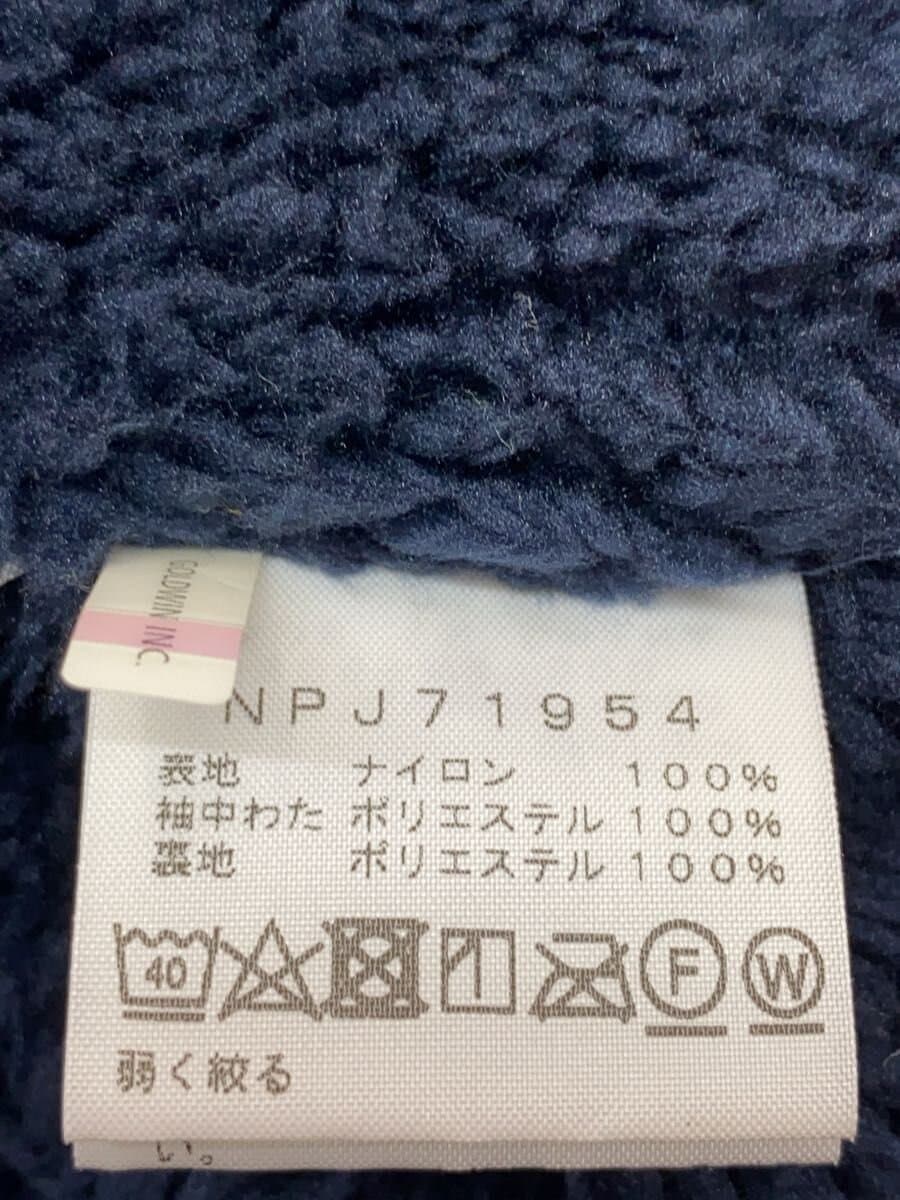 GOLDWIN INC.
NPJ71954
表地 ナイロン 100%
袖中わた ポリエステル 100%
裏地 ポリエステル 100%
40
F
W
弱く絞る
い。